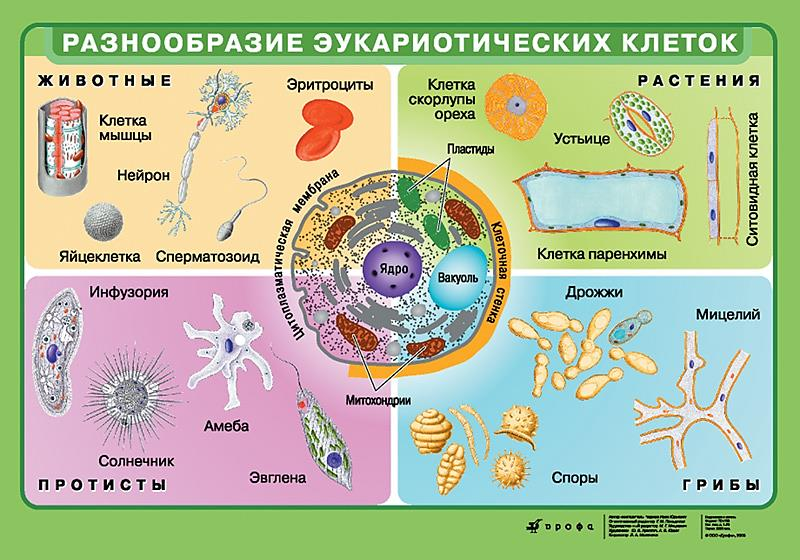 РАЗНООБРАЗИЕ ЭУКАРИОТИЧЕСКИХ КЛЕТОК
ЖИВОТНЫЕ
Клетка
мышцы
Нейрон
Эритроциты
Яйцеклетка
Сперматозоид
РАСТЕНИЯ
Клетка
скорлупы
ореха
Устьице
Ситовидная клетка
Клетка паренхимы
Пластиды
Цитоплазматическая мембрана
Клеточная стенка
Ядро
Вакуоль
Митохондрии
Инфузория
Амеба
Солнечник
Эвглена
ПРОТИСТЫ
Дрожжи
Мицелий
Споры
ГРИБЫ
дрофа